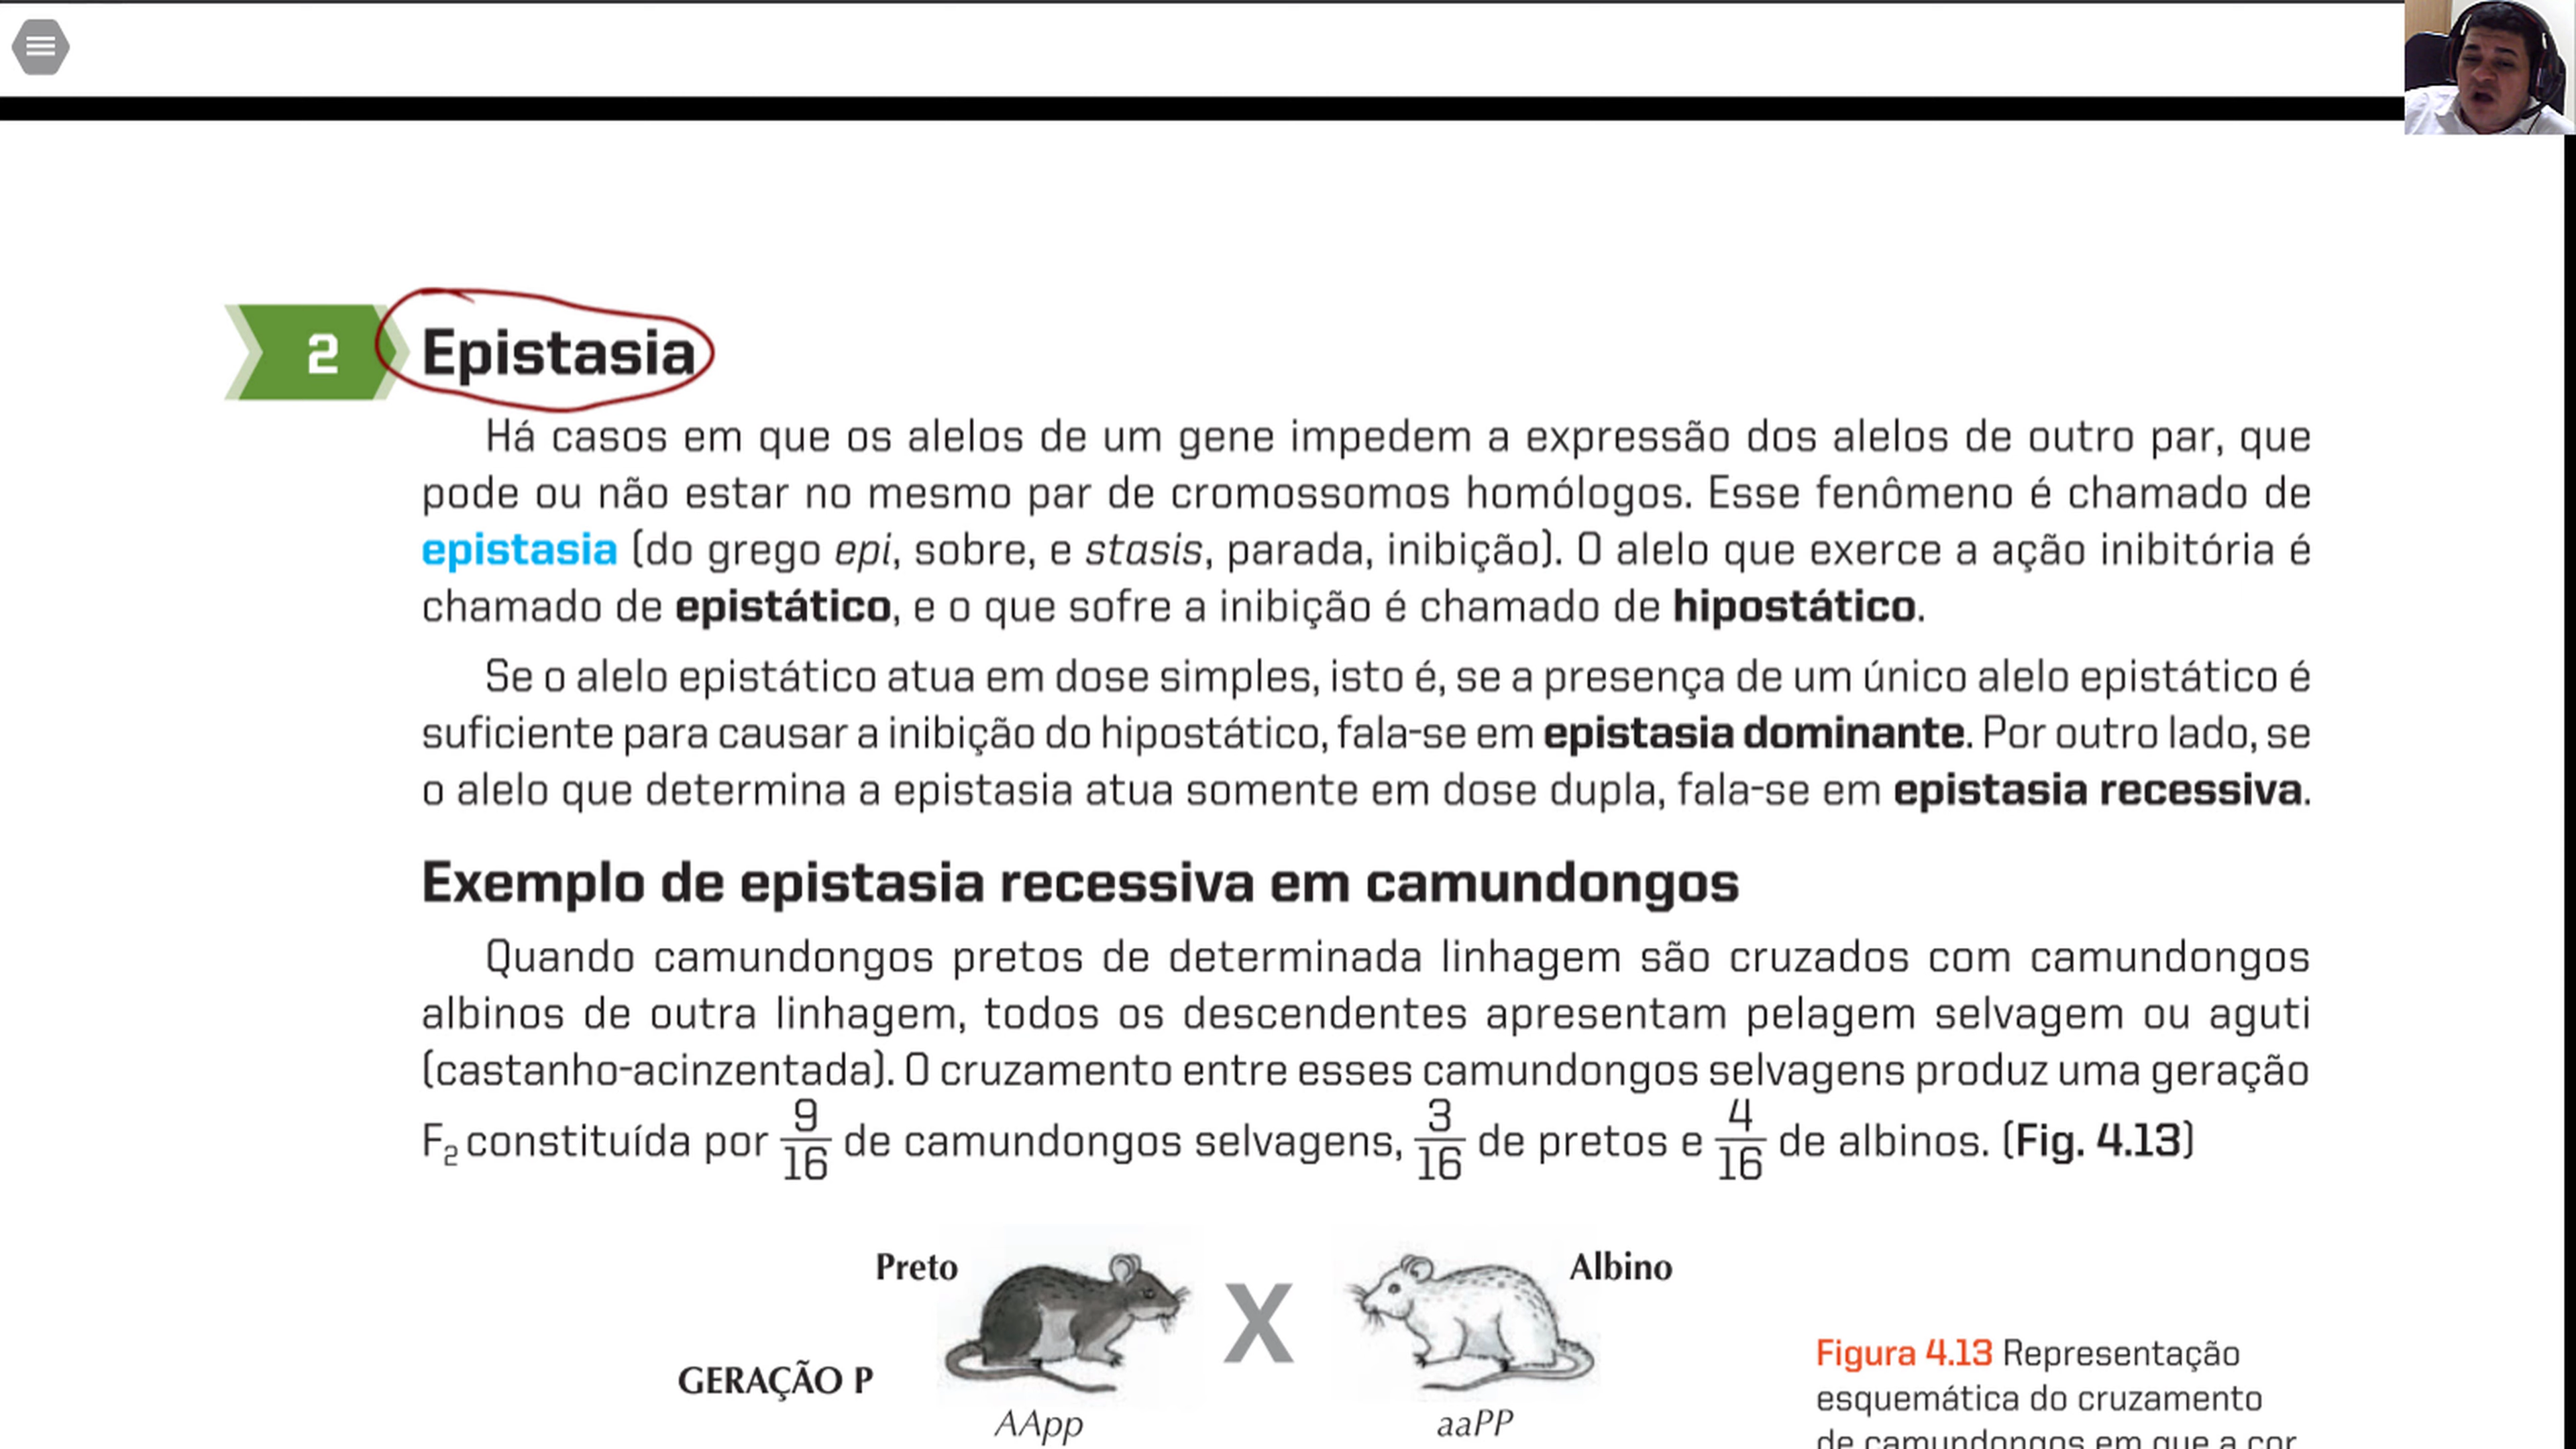 2 Epistasia
Há casos em que os alelos de um gene impedem a expressão dos alelos de outro par, que
pode ou não estar no mesmo par de cromossomos homólogos. Esse fenômeno é chamado de
epistasia (do grego epi, sobre, e stasis, parada, inibição). O alelo que exerce a ação inibitória é
chamado de epistático, e o que sofre a inibição é chamado de hipostático.
Se o alelo epistático atua em dose simples, isto é, se a presença de um único alelo epistático é
suficiente para causar a inibição do hipostático, fala-se em epistasia dominante. Por outro lado, se
o alelo que determina a epistasia atua somente em dose dupla, fala-se em epistasia recessiva.
Exemplo de epistasia recessiva em camundongos
Quando camundongos pretos de determinada linhagem são cruzados com camundongos
albinos de outra linhagem, todos os descendentes apresentam pelagem selvagem ou aguti
(castanho-acinzentada). O cruzamento entre esses camundongos selvagens produz uma geração
F₂ constituída por 9/16 de camundongos selvagens, 3/16 de pretos e 4/16 de albinos. (Fig. 4.13)
Preto X Albino
GERAÇÃO P
AApp aaPP
Figura 4.13 Representação
esquemática do cruzamento
de camundongos em que a cor